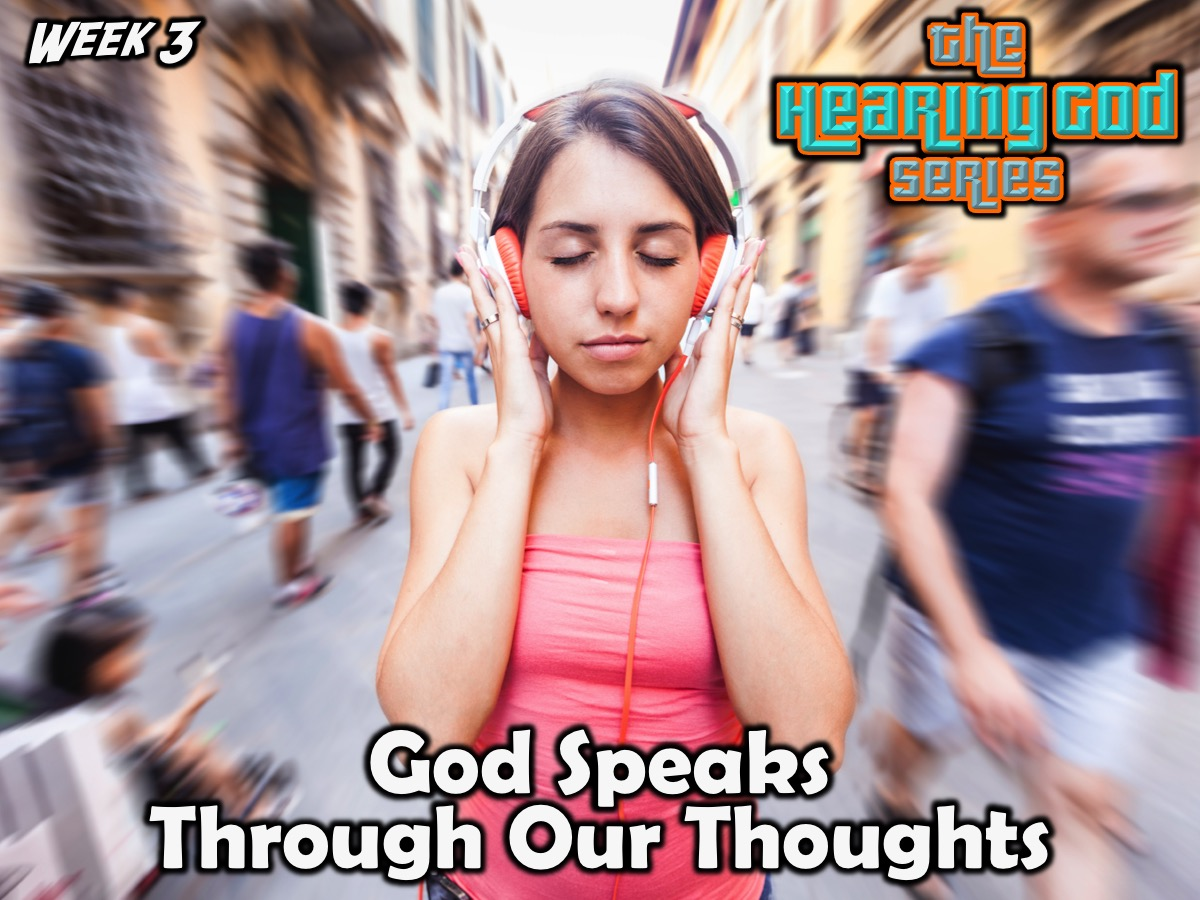 Week 3
The
Hearing God
Series
God Speaks
Through Our Thoughts